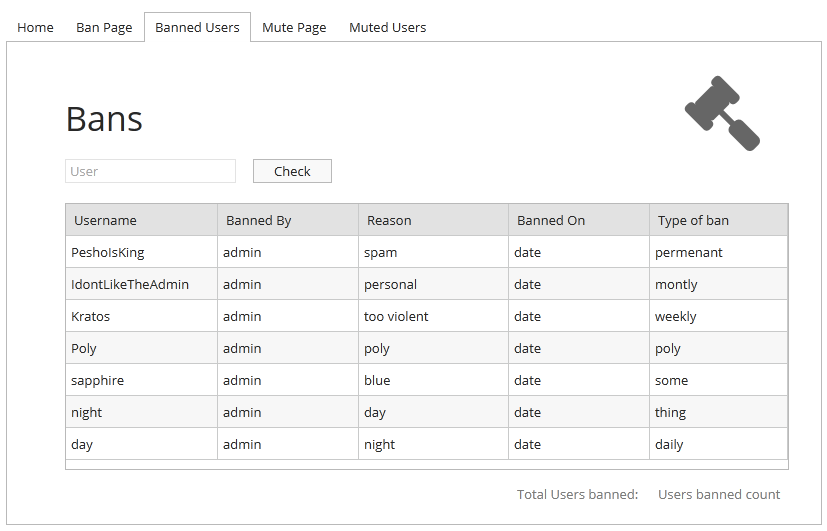 Home Ban Page Banned Users Mute Page Muted Users
Bans
User Check
Username Banned By Reason Banned On Type of ban
PeshoIsKing admin spam date permenant
IdontLikeTheAdmin admin personal date montly
Kratos admin too violent date weekly
Poly admin poly date poly
sapphire admin blue date some
night admin day date thing
day admin night date daily
Total Users banned: Users banned count